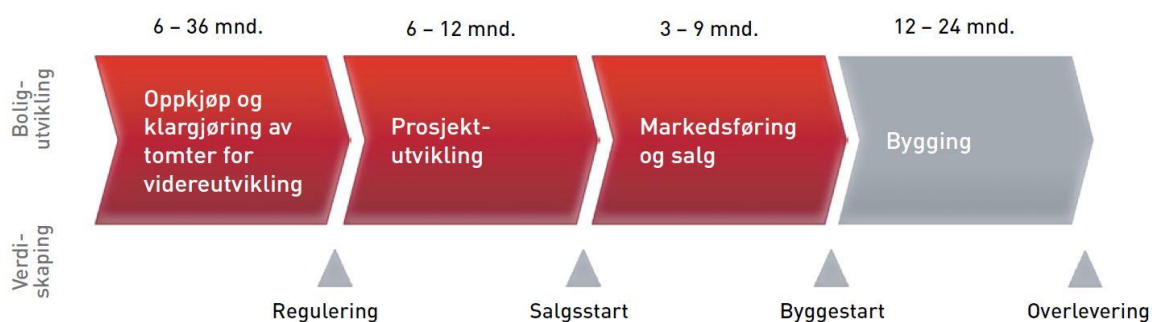 6 – 36 mnd.
6 – 12 mnd.
3 – 9 mnd.
12 – 24 mnd.
Bolig-
utvikling
Oppkjøp og
klargjøring av
tomter for
videreutvikling
Prosjekt-
utvikling
Markedsføring
og salg
Bygging
Verdi-
skaping
Regulering
Salgsstart
Byggestart
Overlevering